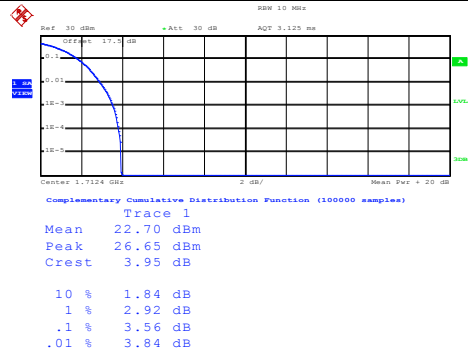 RBW 10 MHz
Ref 30 dBm * Att 30 dB AQT 3.125 ms
Offset 17.5 dB
0.1
A
0.01
1 SA
VIEW
1E-3
LVL
1E-4
1E-5
3DB
Center 1.7124 GHz 2 dB/ Mean Pwr + 20 dB
Complementary Cumulative Distribution Function (100000 samples)
Trace 1
Mean 22.70 dBm
Peak 26.65 dBm
Crest 3.95 dB
10 % 1.84 dB
1 % 2.92 dB
.1 % 3.56 dB
.01 % 3.84 dB